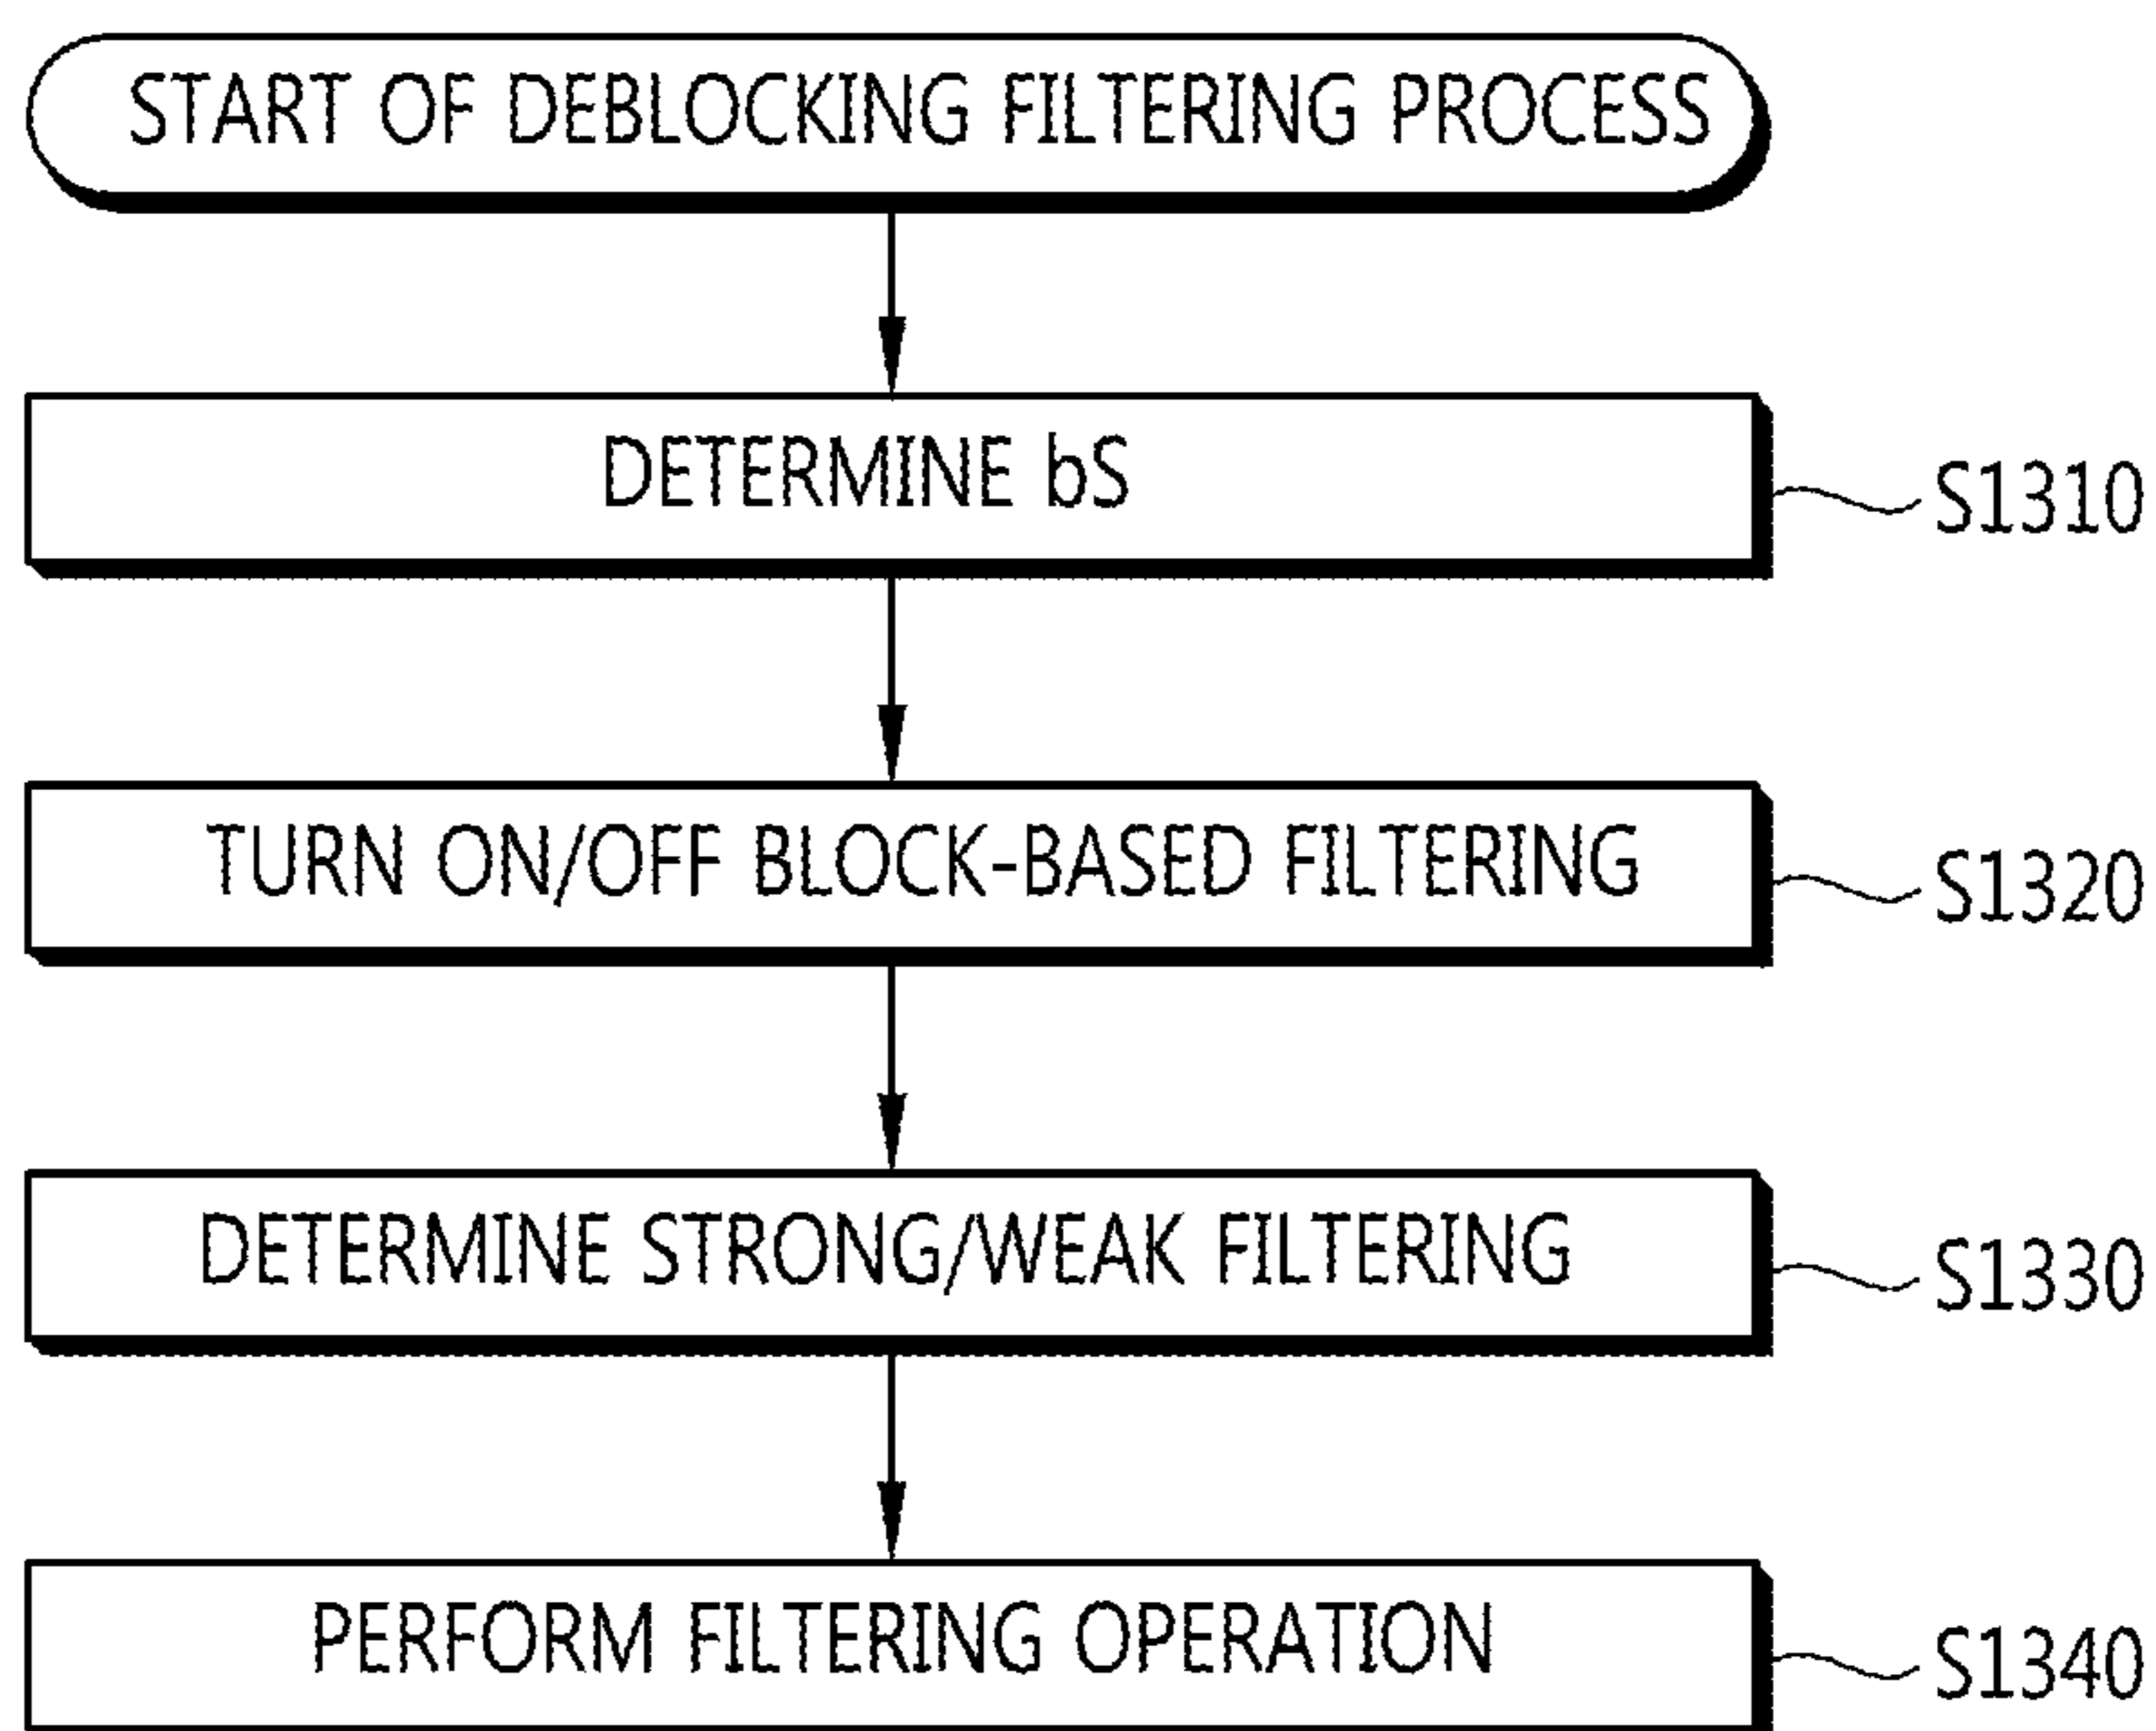 START OF DEBLOCKING FILTERING PROCESS
DETERMINE bS
S1310
TURN ON/OFF BLOCK-BASED FILTERING
S1320
DETERMINE STRONG/WEAK FILTERING
S1330
PERFORM FILTERING OPERATION
S1340